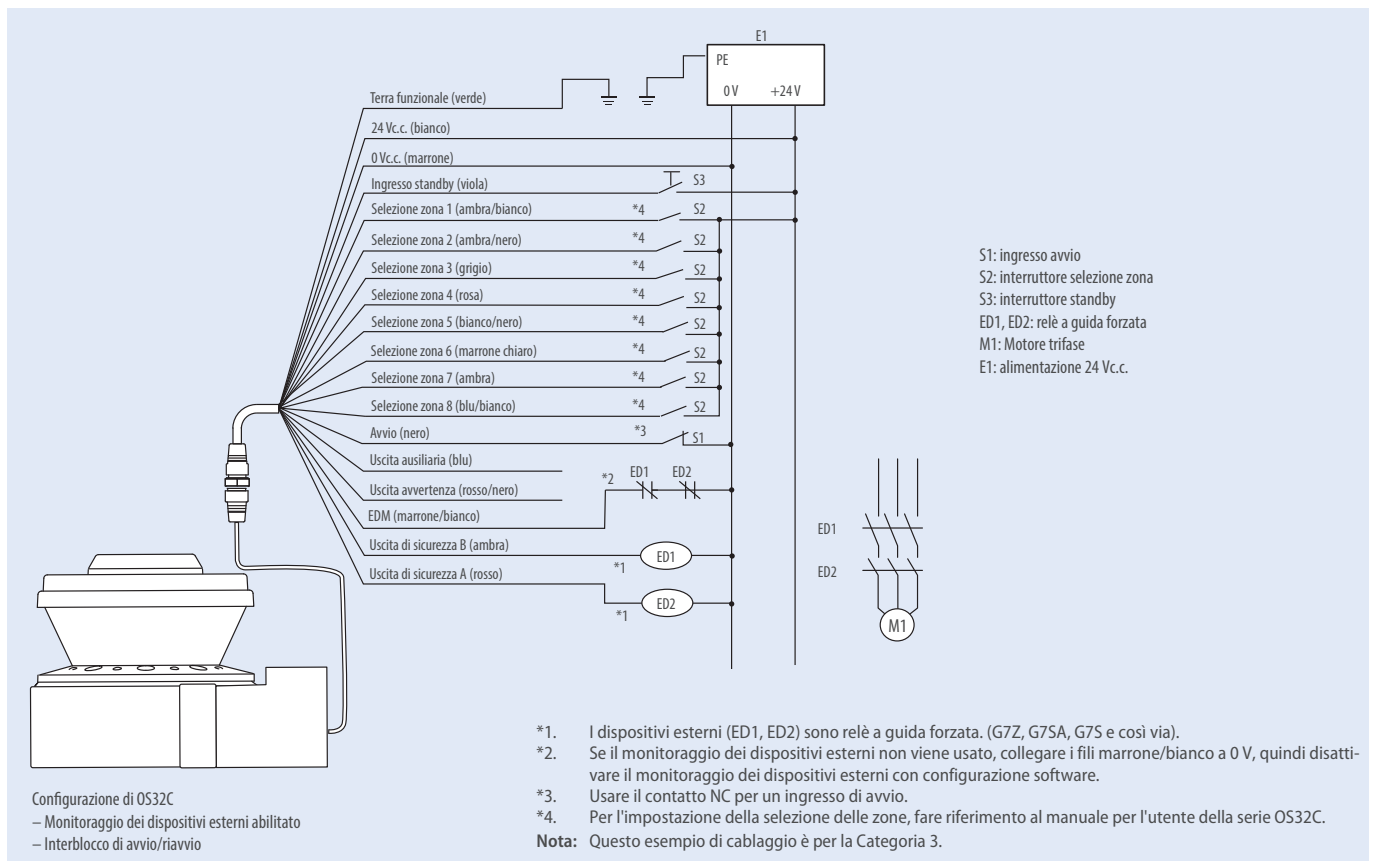 E1
PE
0 V +24 V
Terra funzionale (verde)
24 Vc.c. (bianco)
0 Vc.c. (marrone)
Ingresso standby (viola) S3
Selezione zona 1 (ambra/bianco) *4 S2
Selezione zona 2 (ambra/nero) *4 S2
Selezione zona 3 (grigio) *4 S2
Selezione zona 4 (rosa) *4 S2
Selezione zona 5 (bianco/nero) *4 S2
Selezione zona 6 (marrone chiaro) *4 S2
Selezione zona 7 (ambra) *4 S2
Selezione zona 8 (blu/bianco) *4 S2
Avvio (nero) *3 S1
Uscita ausiliaria (blu)
Uscita avvertenza (rosso/nero) *2 ED1 ED2
EDM (marrone/bianco)
Uscita di sicurezza B (ambra) *1 ED1
Uscita di sicurezza A (rosso) *1 ED2
S1: ingresso avvio
S2: interruttore selezione zona
S3: interruttore standby
ED1, ED2: relè a guida forzata
M1: Motore trifase
E1: alimentazione 24 Vc.c.
ED1
ED2
M1
Configurazione di OS32C
– Monitoraggio dei dispositivi esterni abilitato
– Interblocco di avvio/riavvio
*1. I dispositivi esterni (ED1, ED2) sono relè a guida forzata. (G7Z, G7SA, G7S e così via).
*2. Se il monitoraggio dei dispositivi esterni non viene usato, collegare i fili marrone/bianco a 0 V, quindi disatti-
vare il monitoraggio dei dispositivi esterni con configurazione software.
*3. Usare il contatto NC per un ingresso di avvio.
*4. Per l'impostazione della selezione delle zone, fare riferimento al manuale per l'utente della serie OS32C.
Nota: Questo esempio di cablaggio è per la Categoria 3.